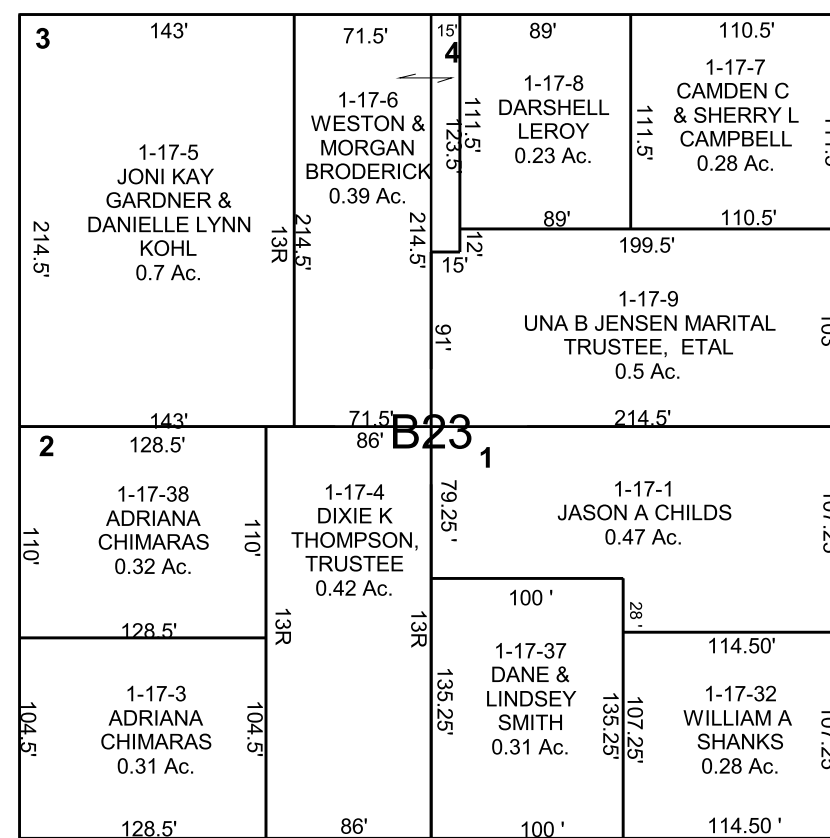 3
143'
71.5'
15'
4
89'
110.5'
1-17-5
JONI KAY
GARDNER &
DANIELLE LYNN
KOHL
0.7 Ac.
214.5'
13R
214.5'
143'
1-17-6
WESTON &
MORGAN
BRODERICK
0.39 Ac.
214.5'
71.5'
123.5'
111.5'
12'
15'
1-17-8
DARSHELL
LEROY
0.23 Ac.
111.5'
89'
1-17-7
CAMDEN C
& SHERRY L
CAMPBELL
0.28 Ac.
110.5'
199.5'
1-17-9
UNA B JENSEN MARITAL
TRUSTEE, ETAL
0.5 Ac.
91'
103
214.5'
B23
2
128.5'
86'
1
1-17-38
ADRIANA
CHIMARAS
0.32 Ac.
110'
110'
128.5'
1-17-4
DIXIE K
THOMPSON,
TRUSTEE
0.42 Ac.
13R
13R
86'
1-17-1
JASON A CHILDS
0.47 Ac.
79.25 '
107.25
1-17-3
ADRIANA
CHIMARAS
0.31 Ac.
104.5'
104.5'
128.5'
100 '
28 '
1-17-37
DANE &
LINDSEY
SMITH
0.31 Ac.
135.25'
135.25'
100 '
114.50'
1-17-32
WILLIAM A
SHANKS
0.28 Ac.
107.25'
107.25
114.50 '